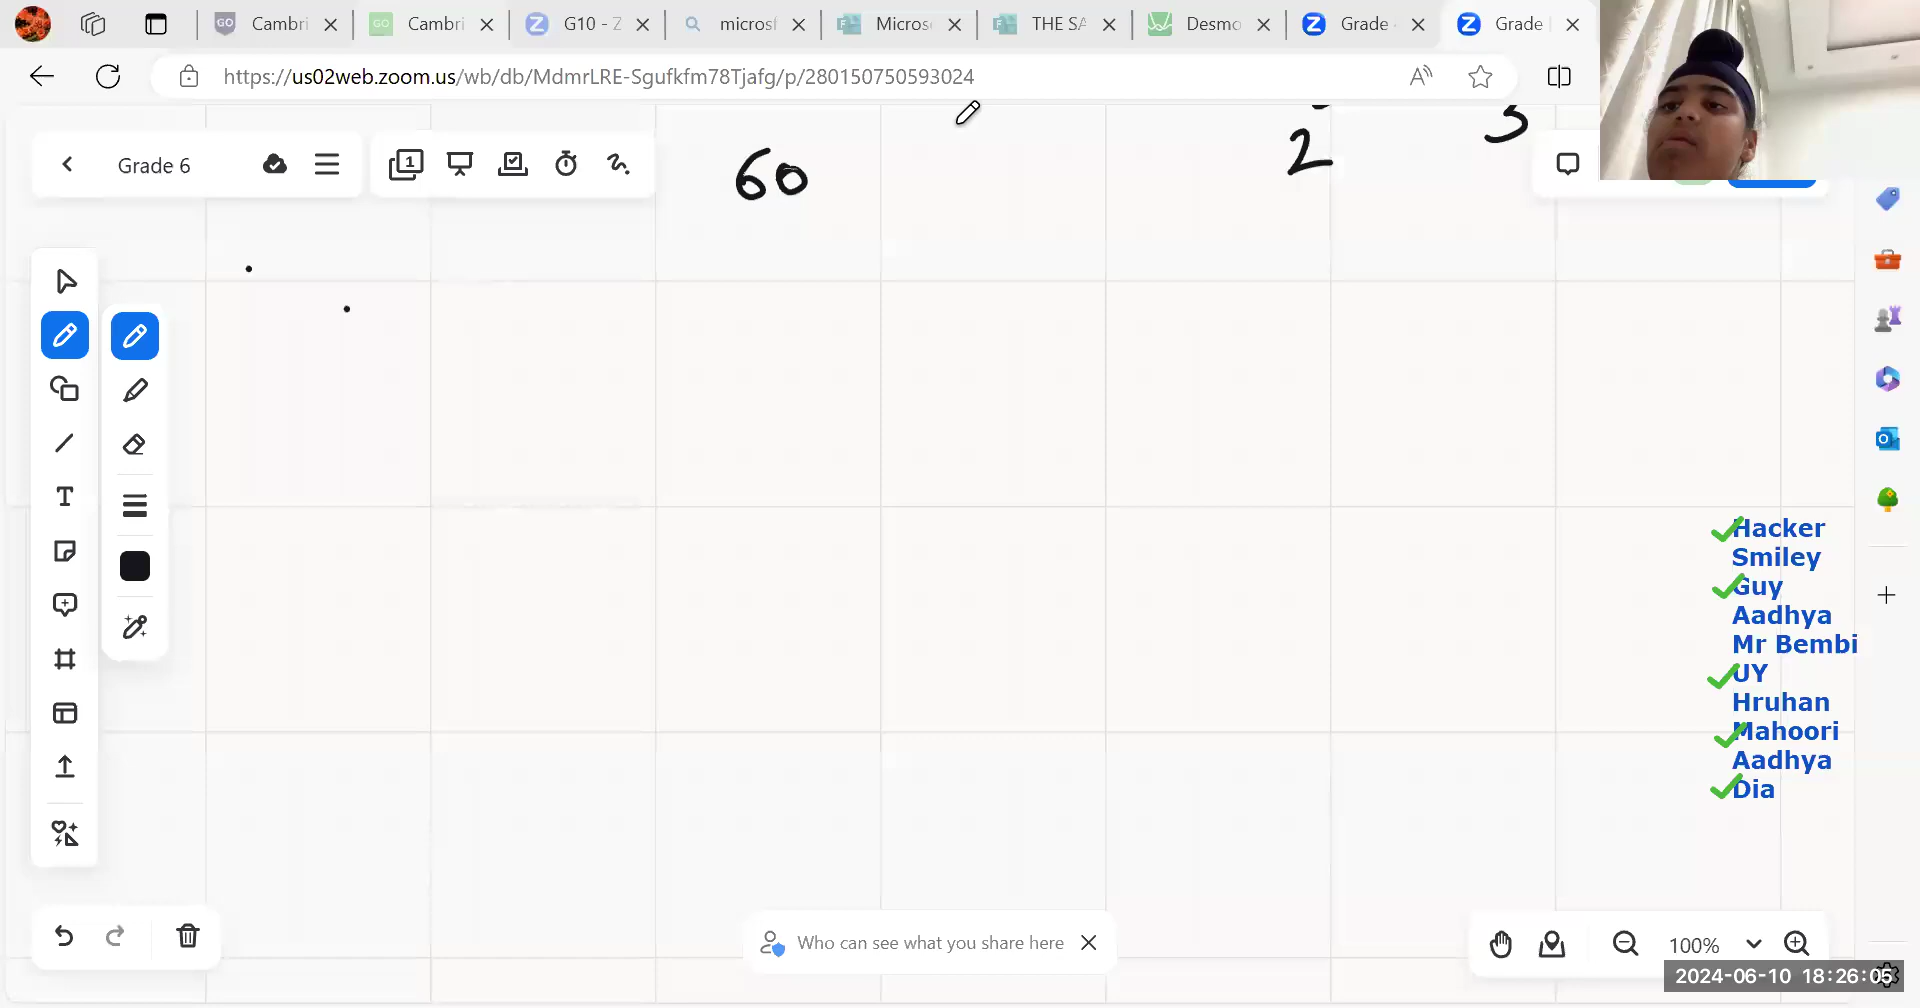 Cambri
Cambri
G10 - Z
microsf
Micros
THE SA
Desmo
Grade
Grade
https://us02web.zoom.us/wb/db/MdmrLRE-Sgufkfm78Tjafg/p/280150750593024
Grade 6
1
60
2
Hacker
Smiley
Guy
Aadhya
Mr Bembi
UY
Hruhan
Mahoori
Aadhya
Dia
Who can see what you share here
100%
2024-06-10 18:26:05